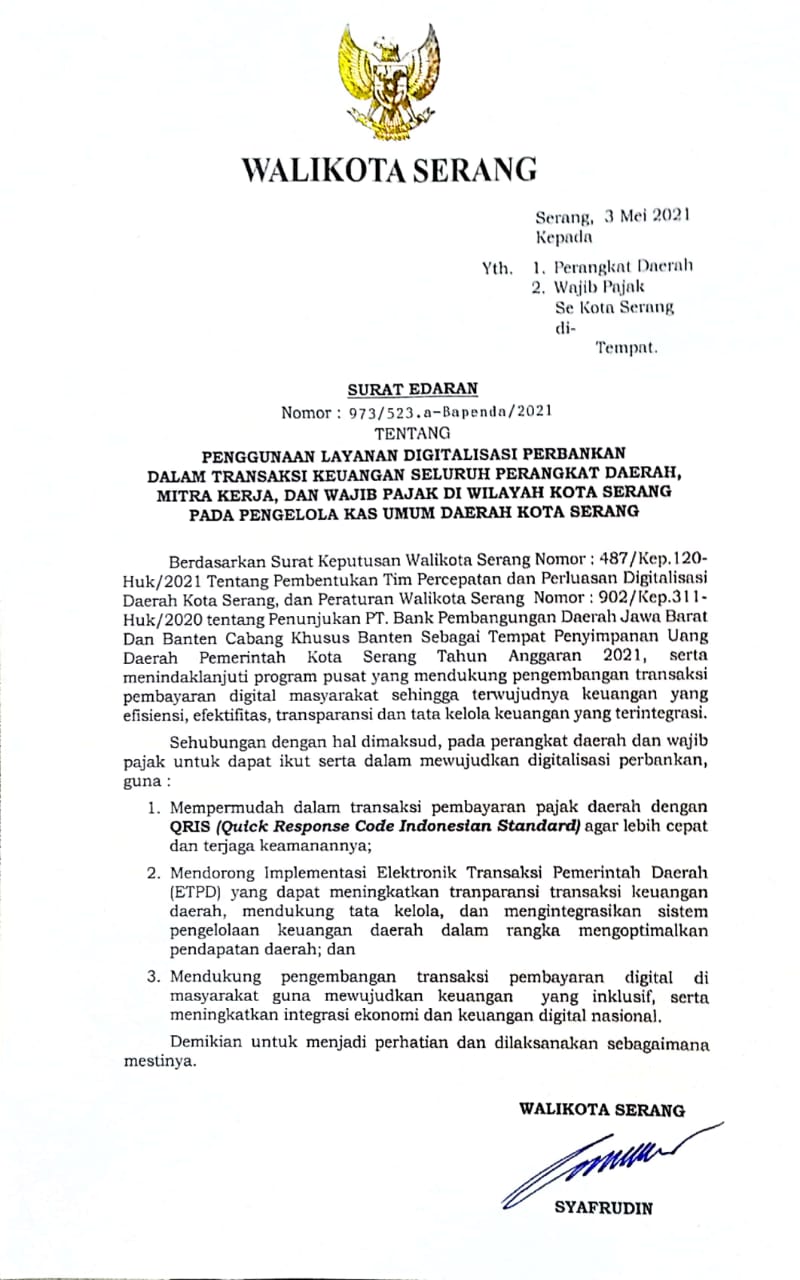 WALIKOTA SERANG
Serang, 3 Mei 2021
Kepada
Yth. 1. Perangkat Daerah
2. Wajib Pajak
Se Kota Serang
di-
Tempat.
SURAT EDARAN
Nomor : 973/523.a-Bapenda/2021
TENTANG
PENGGUNAAN LAYANAN DIGITALISASI PERBANKAN
DALAM TRANSAKSI KEUANGAN SELURUH PERANGKAT DAERAH,
MITRA KERJA, DAN WAJIB PAJAK DI WILAYAH KOTA SERANG
PADA PENGELOLA KAS UMUM DAERAH KOTA SERANG
Berdasarkan Surat Keputusan Walikota Serang Nomor : 487/Kep.120-
Huk/2021 Tentang Pembentukan Tim Percepatan dan Perluasan Digitalisasi
Daerah Kota Serang, dan Peraturan Walikota Serang Nomor : 902/Kep.311-
Huk/2020 tentang Penunjukan PT. Bank Pembangungan Daerah Jawa Barat
Dan Banten Cabang Khusus Banten Sebagai Tempat Penyimpanan Uang
Daerah Pemerintah Kota Serang Tahun Anggaran 2021, serta
menindaklanjuti program pusat yang mendukung pengembangan transaksi
pembayaran digital masyarakat sehingga terwujudnya keuangan yang
efisiensi, efektifitas, transparansi dan tata kelola keuangan yang terintegrasi.
Sehubungan dengan hal dimaksud, pada perangkat daerah dan wajib
pajak untuk dapat ikut serta dalam mewujudkan digitalisasi perbankan,
guna :
1. Mempermudah dalam transaksi pembayaran pajak daerah dengan
QRIS (Quick Response Code Indonesian Standard) agar lebih cepat
dan terjaga keamanannya;
2. Mendorong Implementasi Elektronik Transaksi Pemerintah Daerah
(ETPD) yang dapat meningkatkan tranparansi transaksi keuangan
daerah, mendukung tata kelola, dan mengintegrasikan sistem
pengelolaan keuangan daerah dalam rangka mengoptimalkan
pendapatan daerah; dan
3. Mendukung pengembangan transaksi pembayaran digital di
masyarakat guna mewujudkan keuangan yang inklusif, serta
meningkatkan integrasi ekonomi dan keuangan digital nasional.
Demikian untuk menjadi perhatian dan dilaksanakan sebagaimana
mestinya.
WALIKOTA SERANG
SYAFRUDIN